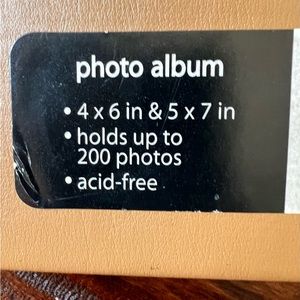 photo album
• 4 x 6 in & 5 x 7 in
• holds up to
200 photos
• acid-free